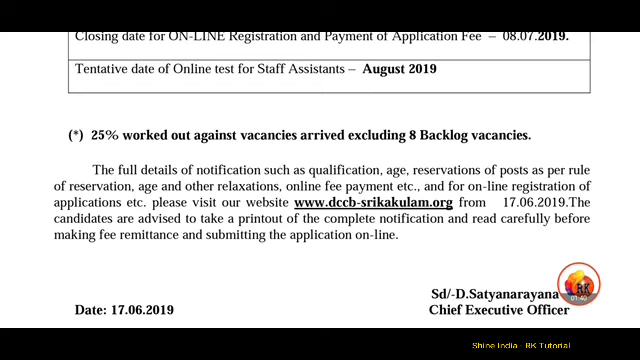 Closing date for ON-LINE Registration and Payment of Application Fee – 08.07.2019.
Tentative date of Online test for Staff Assistants – August 2019
(*) 25% worked out against vacancies arrived excluding 8 Backlog vacancies.
The full details of notification such as qualification, age, reservations of posts as per rule
of reservation, age and other relaxations, online fee payment etc., and for on-line registration of
applications etc. please visit our website www.dccb-srikakulam.org from 17.06.2019.The
candidates are advised to take a printout of the complete notification and read carefully before
making fee remittance and submitting the application on-line.
Sd/-D.Satyanarayana
RK
01:40
Date: 17.06.2019 Chief Executive Officer
Shine India - RK Tutorial